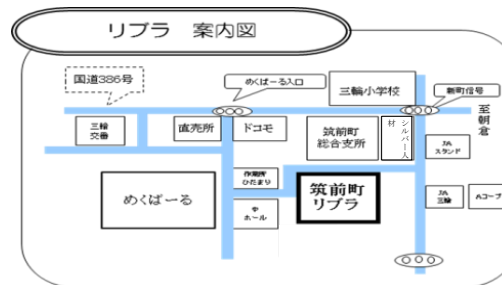 リブラ 案内図
国道386号
めくばーる入口
三輪小学校
新町信号
至朝倉
三輪
交番
直売所
ドコモ
筑前町
総合支所
シルバー人
材
JA
スタンド
作業所
ひだまり
めくばーる
筑前町
リブラ
JA
三輪
Aコープ
ホール